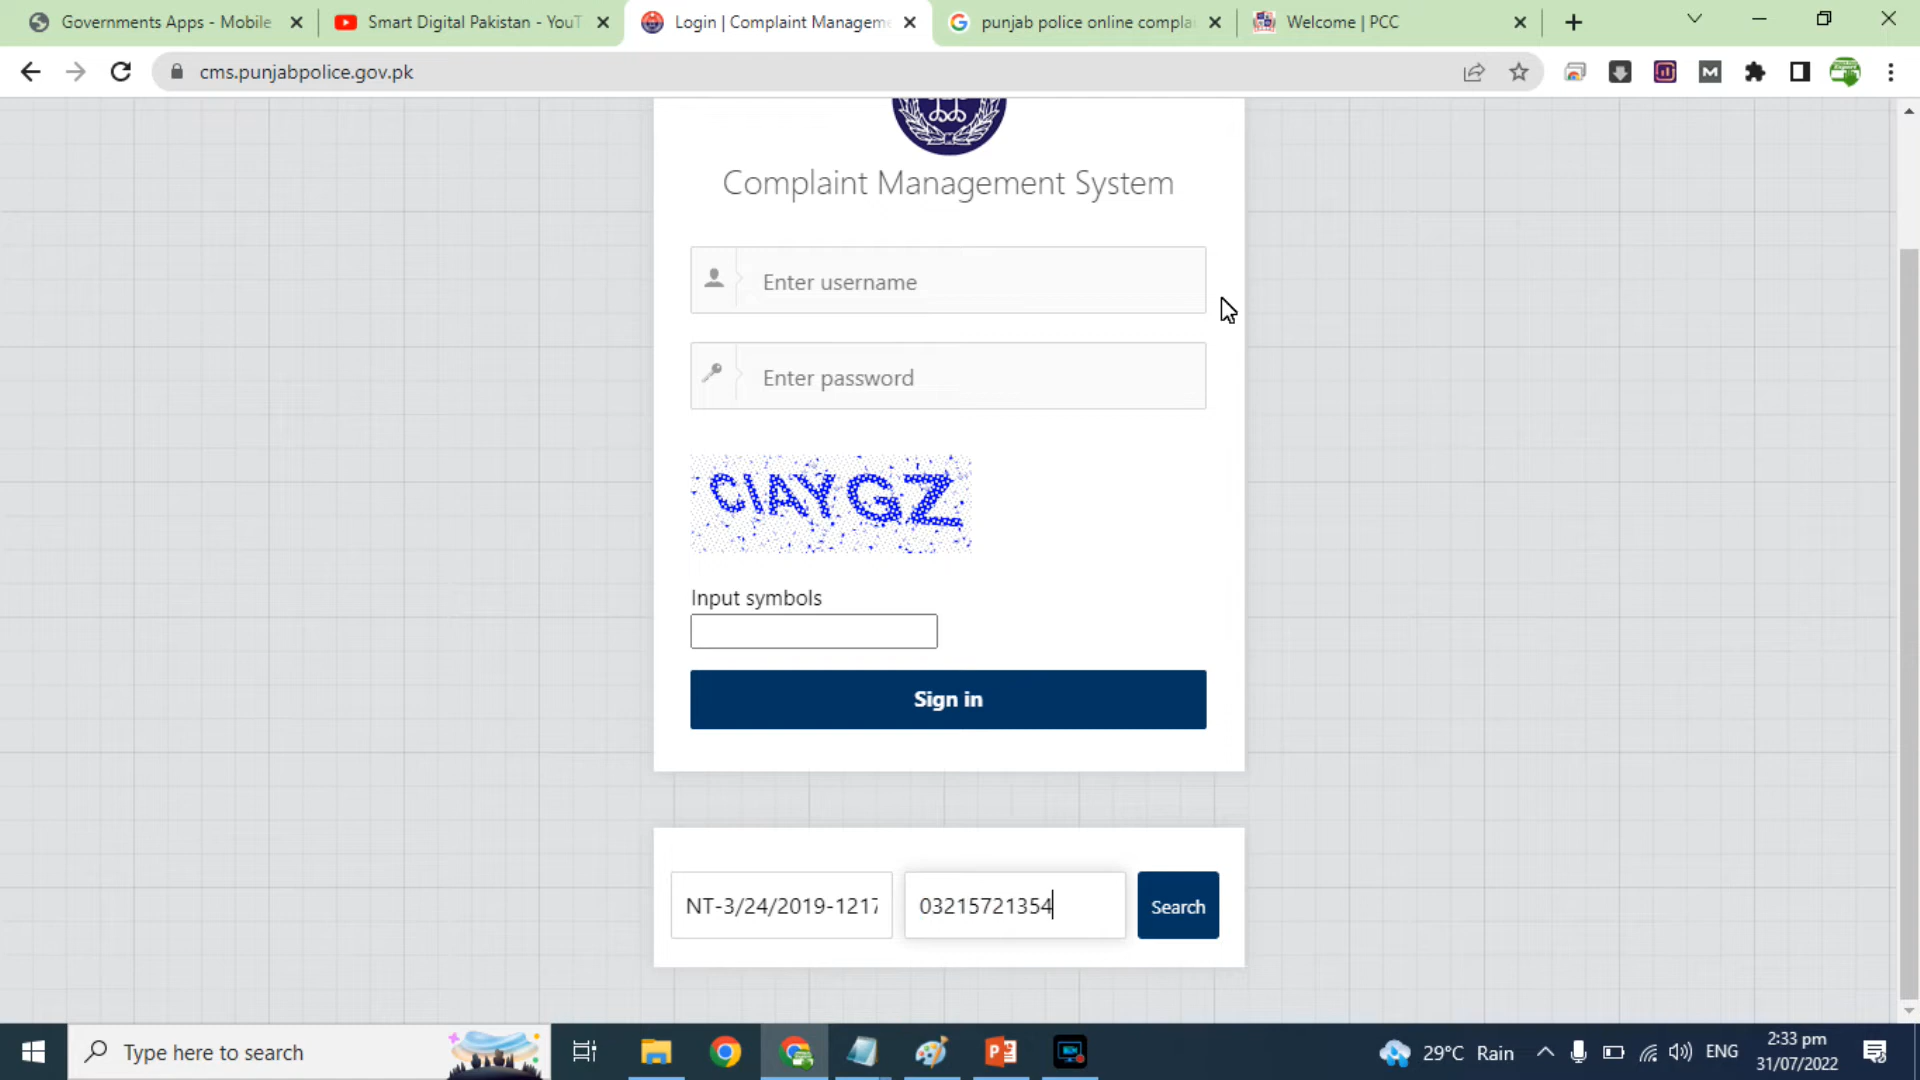 Governments Apps - Mobile
Smart Digital Pakistan - YouT
Login | Complaint Manageme
punjab police online compla
Welcome | PCC
cms.punjabpolice.gov.pk
Complaint Management System
Enter username
Enter password
CIAYGZ
Input symbols
Sign in
NT-3/24/2019-1217
03215721354
Search
Type here to search
29°C Rain
ENG
2:33 pm
31/07/2022